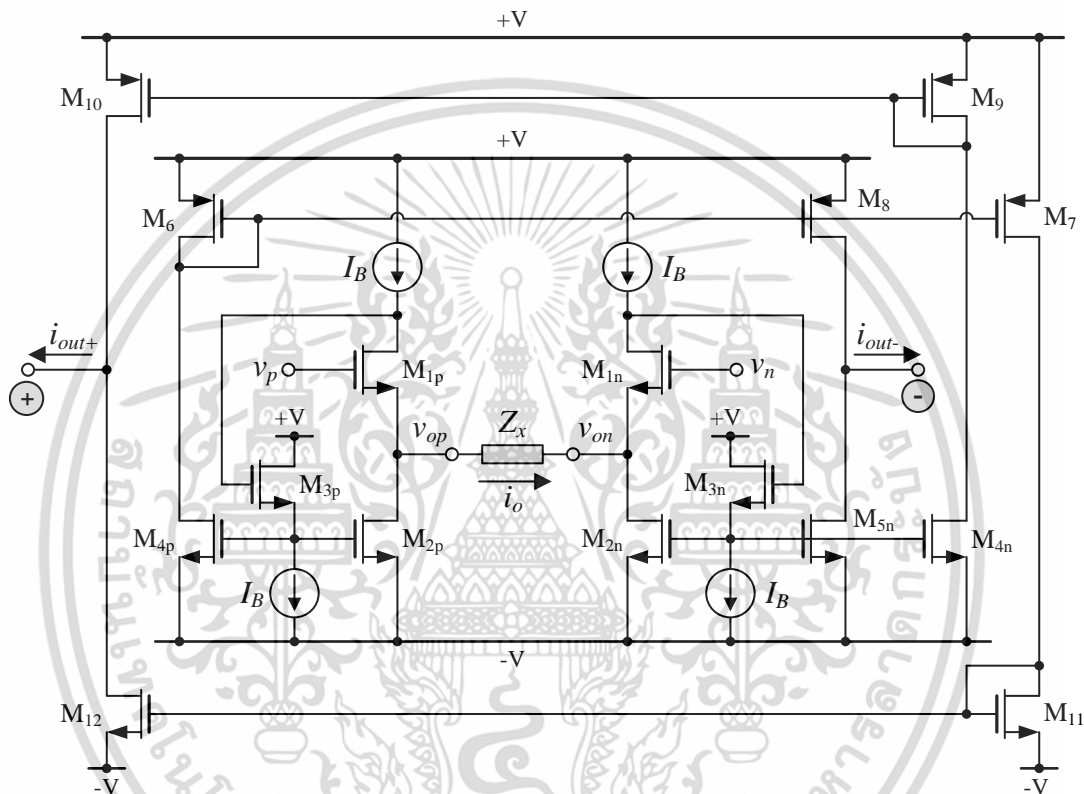 +V
M10
M9
+V
M6
M8
M7
IB
IB
iout+
vp
M1p
M1n
vn
iout-
+
-
+V
vop
Zx
von
+V
M3p
io
M3n
M4p
M2p
M2n
M5n
M4n
IB
IB
-V
M12
M11
-V
-V